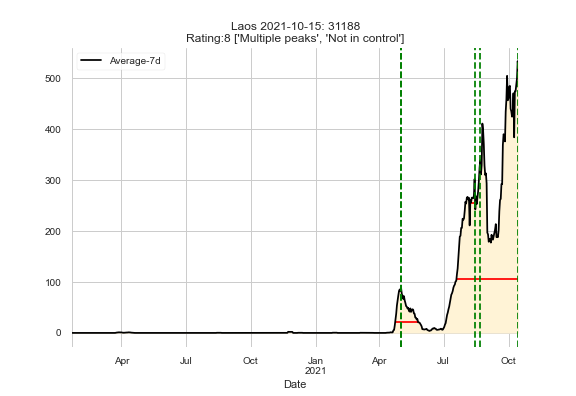 Laos 2021-10-15: 31188
Rating:8 ['Multiple peaks', 'Not in control']
Average-7d
500
400
300
200
100
0
Apr Jul Oct Jan Apr Jul Oct
2021
Date